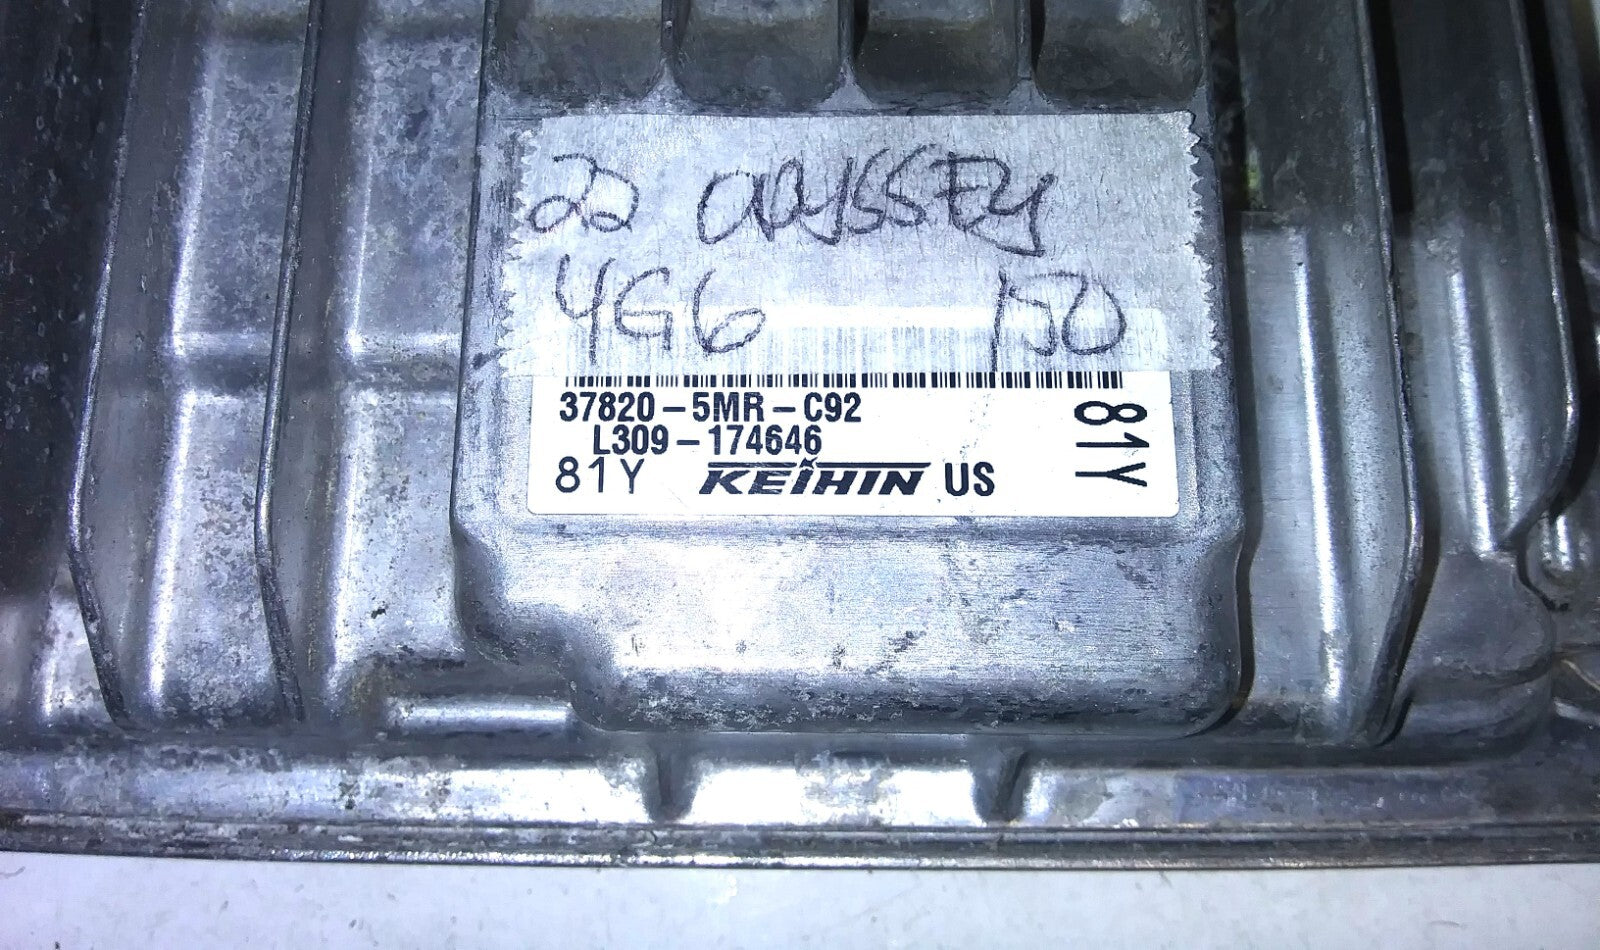 22 ODYSSEY
4G6 150
37820-5MR-C92
L309-174646
81Y KEIHIN US
81Y